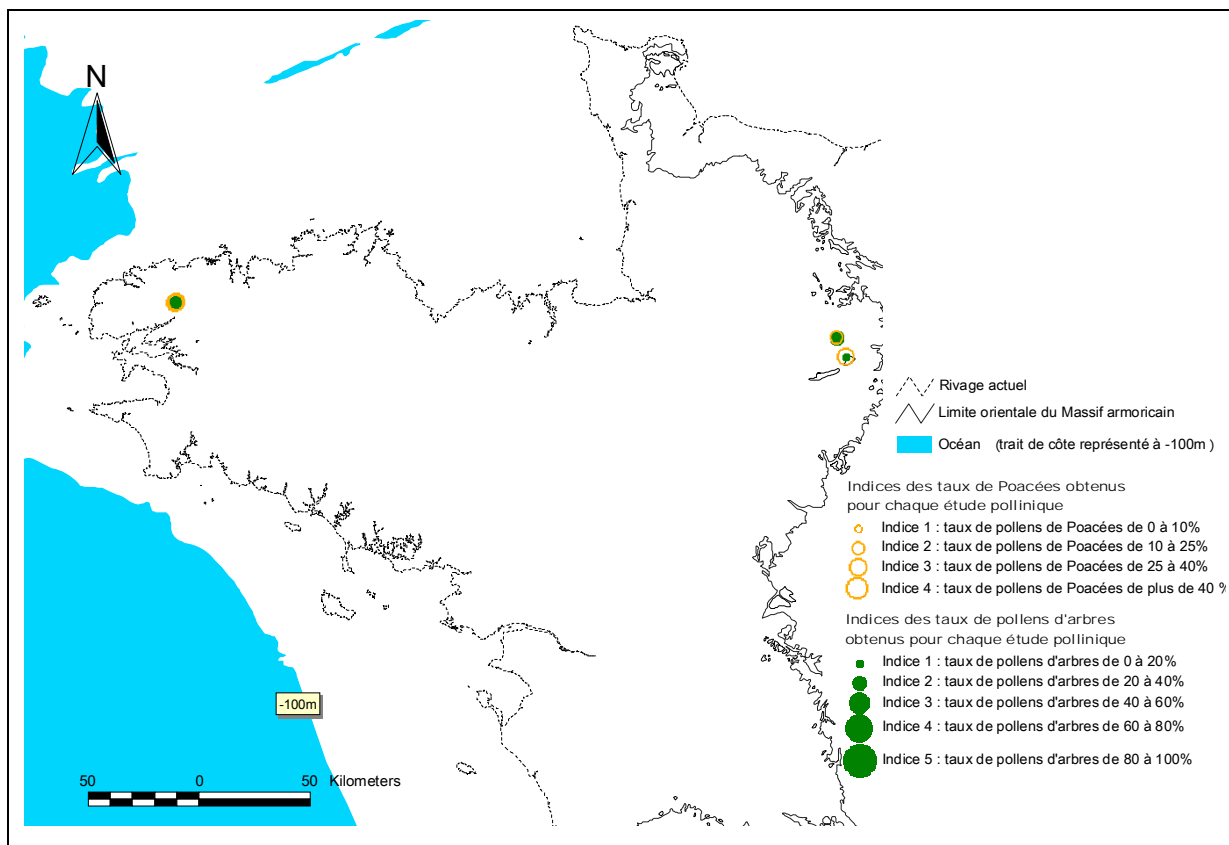 N
Rivage actuel
Limite orientale du Massif armoricain
Océan (trait de côte représenté à -100m )
Indices des taux de Poacées obtenus
pour chaque étude pollinique
Indice 1 : taux de pollens de Poacées de 0 à 10%
Indice 2 : taux de pollens de Poacées de 10 à 25%
Indice 3 : taux de pollens de Poacées de 25 à 40%
Indice 4 : taux de pollens de Poacées de plus de 40 %
Indices des taux de pollens d'arbres
obtenus pour chaque étude pollinique
Indice 1 : taux de pollens d'arbres de 0 à 20%
Indice 2 : taux de pollens d'arbres de 20 à 40%
Indice 3 : taux de pollens d'arbres de 40 à 60%
Indice 4 : taux de pollens d'arbres de 60 à 80%
Indice 5 : taux de pollens d'arbres de 80 à 100%
-100m
50 0 50 Kilometers